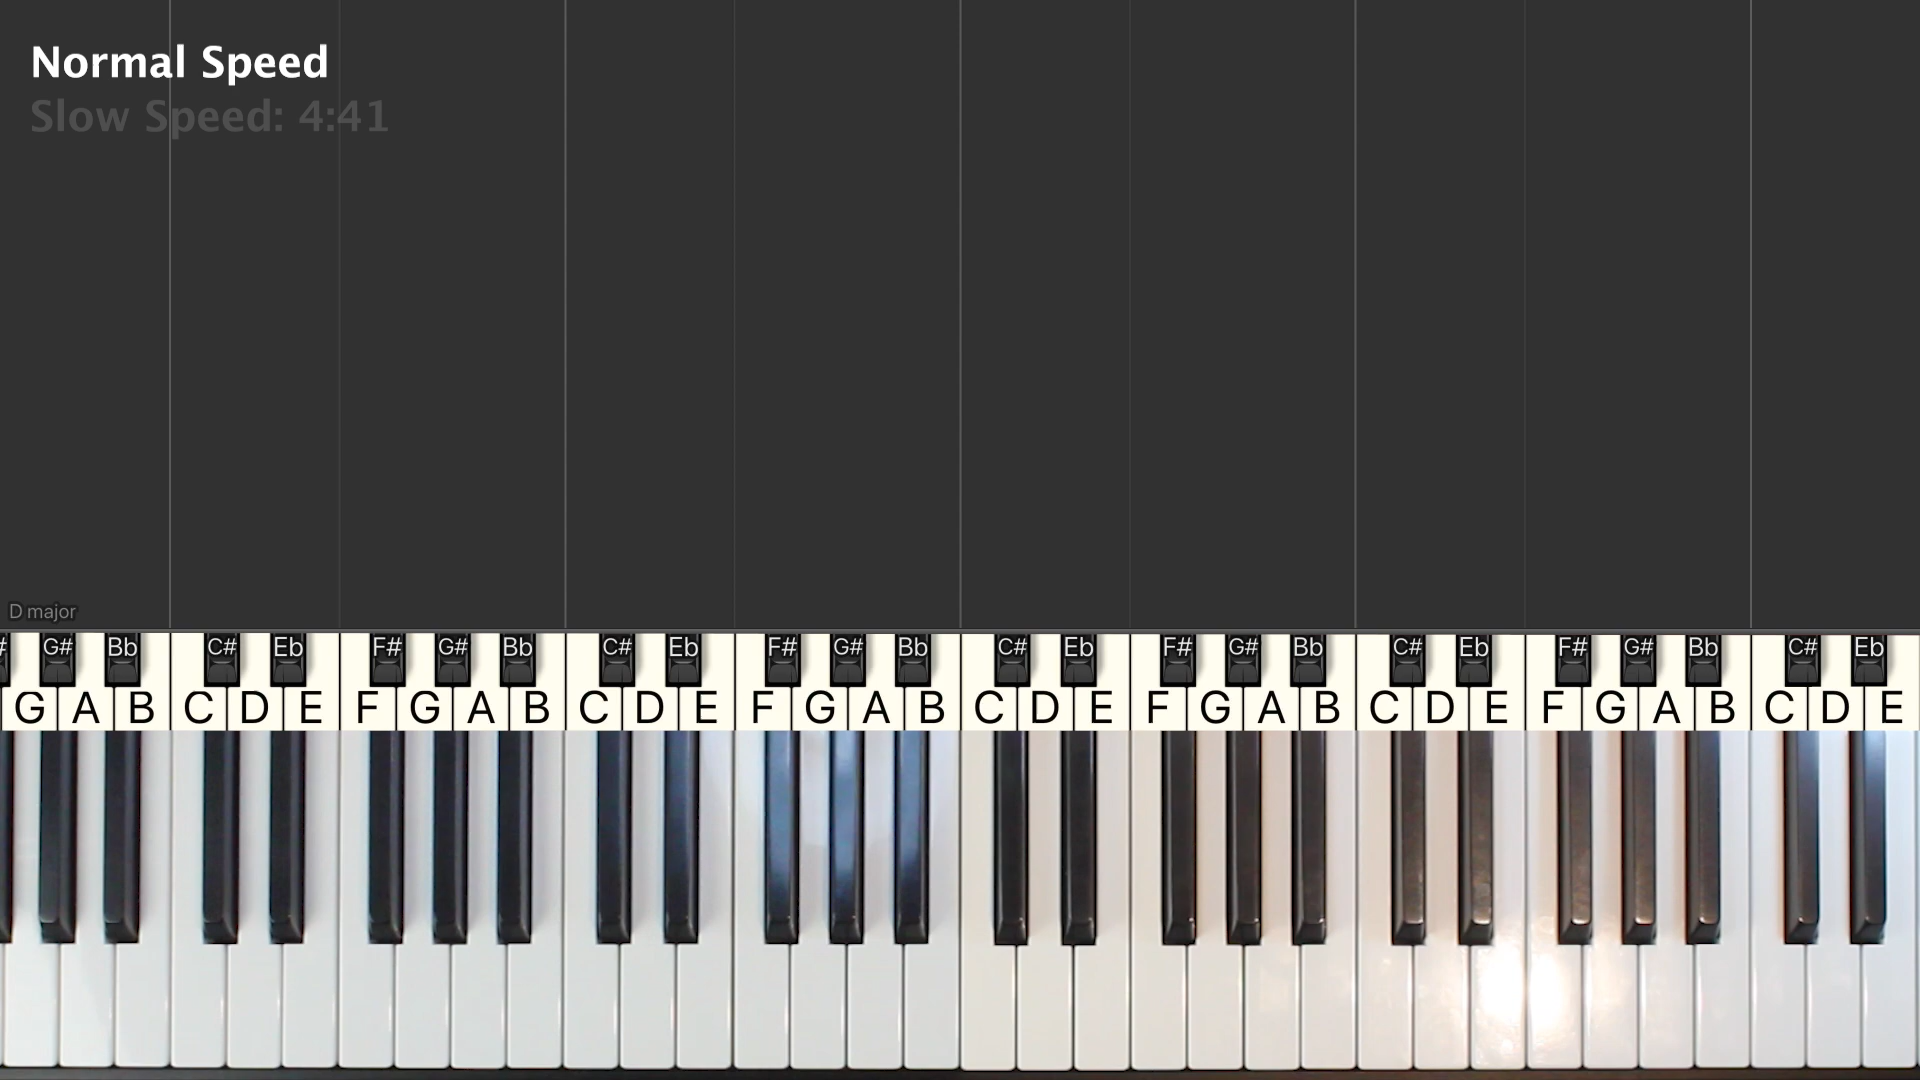 Normal Speed
Slow Speed: 4:41
D major
# G# Bb C# Eb F# G# Bb C# Eb F# G# Bb C# Eb F# G# Bb C# Eb F# G# Bb C# Eb
G A B C D E F G A B C D E F G A B C D E F G A B C D E F G A B C D E